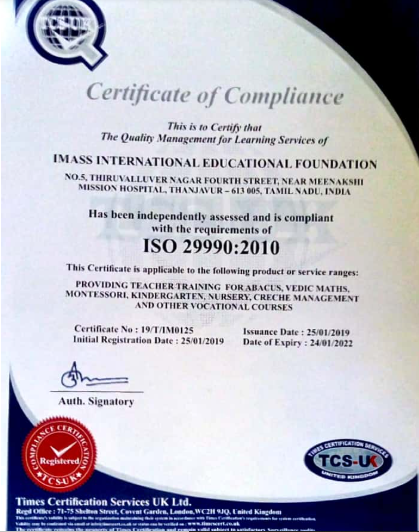 TCS-UK
Certificate of Compliance
This is to Certify that
The Quality Management for Learning Services of
IMASS INTERNATIONAL EDUCATIONAL FOUNDATION
NO.5, THIRUVALLUVER NAGAR FOURTH STREET, NEAR MEENAKSHI
MISSION HOSPITAL, THANJAVUR – 613 005, TAMIL NADU, INDIA
Has been independently assessed and is compliant
with the requirements of
ISO 29990:2010
This Certificate is applicable to the following product or service ranges:
PROVIDING TEACHER TRAINING FOR ABACUS, VEDIC MATHS,
MONTESSORI, KINDERGARTEN, NURSERY, CRECHE MANAGEMENT
AND OTHER VOCATIONAL COURSES
Certificate No : 19/T/IM0125
Issuance Date : 25/01/2019
Initial Registration Date : 25/01/2019
Date of Expiry : 24/01/2022
Auth. Signatory
COMPLIANCE CERTIFICATION
Registered
TCS-UK
TIMES CERTIFICATION SERVICES
TCS-UK
UNITED KINGDOM
Times Certification Services UK Ltd.
Regd Office : 71-75 Shelton Street, Covent Garden, London, WC2H 9JQ, United Kingdom